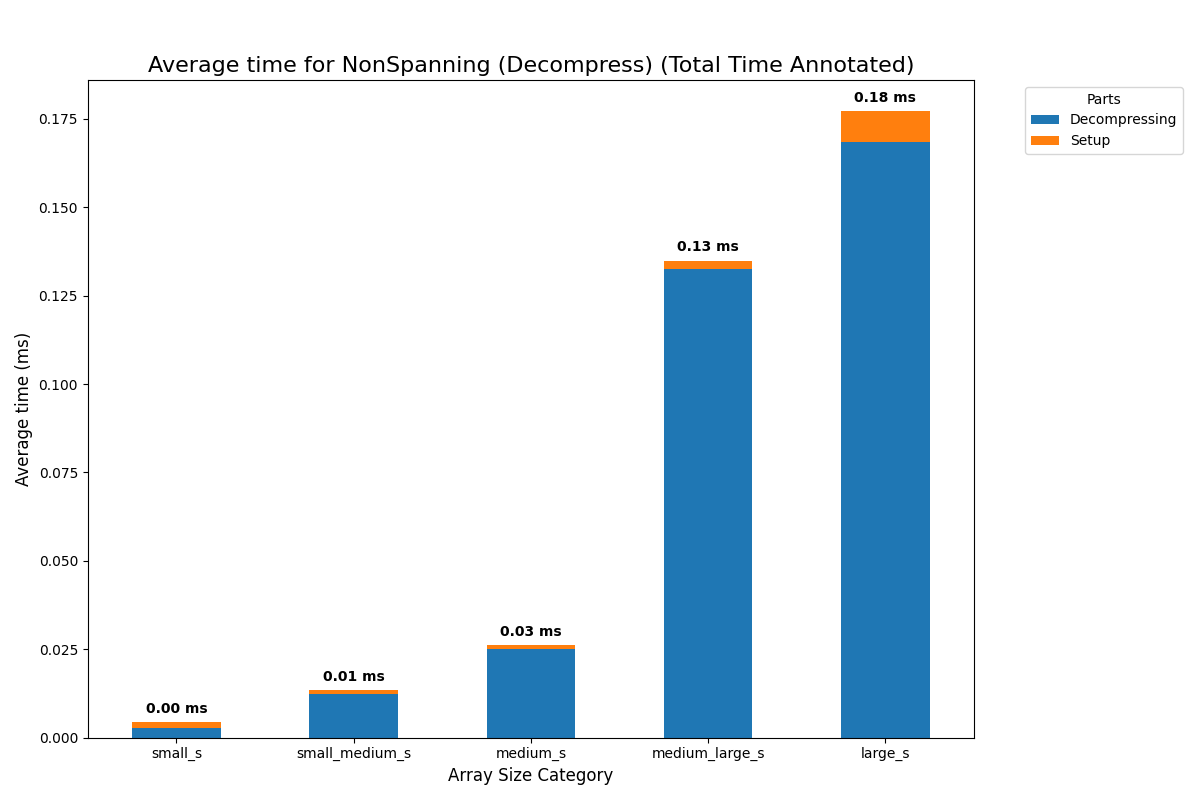 Average time for NonSpanning (Decompress) (Total Time Annotated)
Parts
Decompressing
Setup
0.18 ms
0.13 ms
0.03 ms
0.01 ms
0.00 ms
Average time (ms)
0.175
0.150
0.125
0.100
0.075
0.050
0.025
0.000
small_s
small_medium_s
medium_s
medium_large_s
large_s
Array Size Category